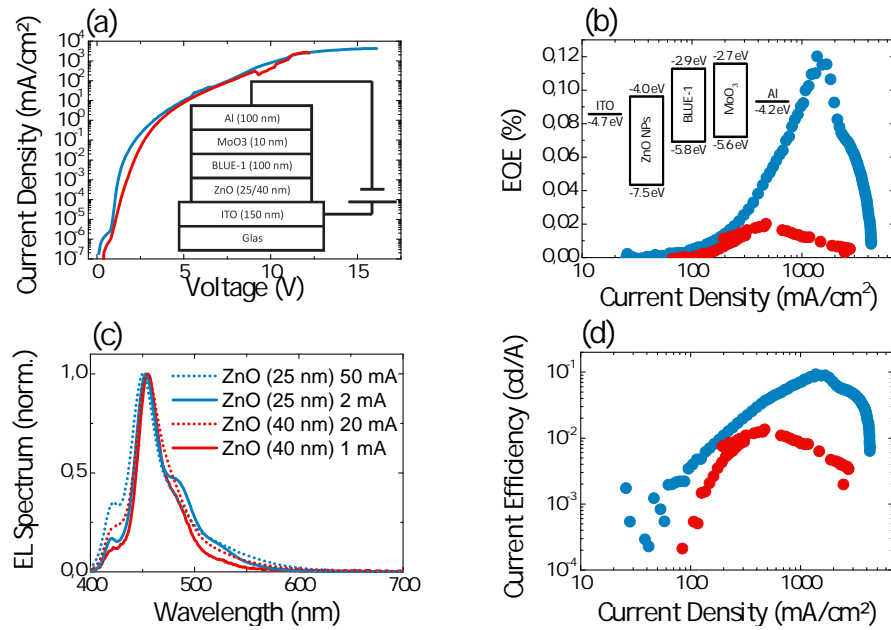 (a)
Current Density (mA/cm²)
10⁴
10³
10²
10¹
10⁰
10⁻¹
10⁻²
10⁻³
10⁻⁴
10⁻⁵
10⁻⁶
10⁻⁷
0 5 10 15
Voltage (V)
Al (100 nm)
MoO3 (10 nm)
BLUE-1 (100 nm)
ZnO (25/40 nm)
ITO (150 nm)
Glas
(b)
EQE (%)
0,12
0,10
0,08
0,06
0,04
0,02
0,00
10 100 1000
Current Density (mA/cm²)
ITO
-4.7eV
-4.0eV
ZnO NPs
-7.5eV
-2.9eV
BLUE-1
-5.8eV
-2.7eV
MoO₃
-5.6eV
Al
-4.2eV
(c)
EL Spectrum (norm.)
1,0
0,5
0,0
400 500 600 700
Wavelength (nm)
ZnO (25 nm) 50 mA
ZnO (25 nm) 2 mA
ZnO (40 nm) 20 mA
ZnO (40 nm) 1 mA
(d)
Current Efficiency (cd/A)
10⁻¹
10⁻²
10⁻³
10⁻⁴
10 100 1000
Current Density (mA/cm²)